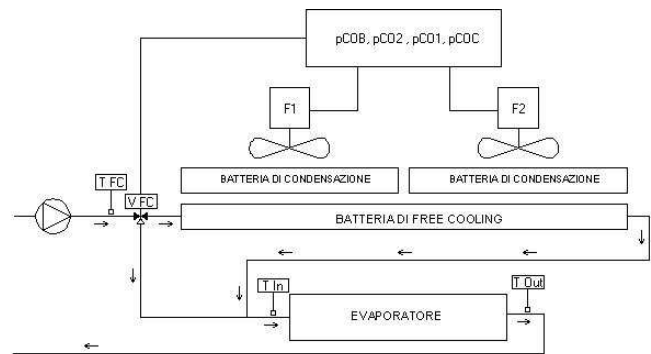 pCOB, pCO2 , pCO1, pCOC
F1
F2
BATTERIA DI CONDENSAZIONE
BATTERIA DI CONDENSAZIONE
T FC
V FC
BATTERIA DI FREE COOLING
T In
T Out
EVAPORATORE